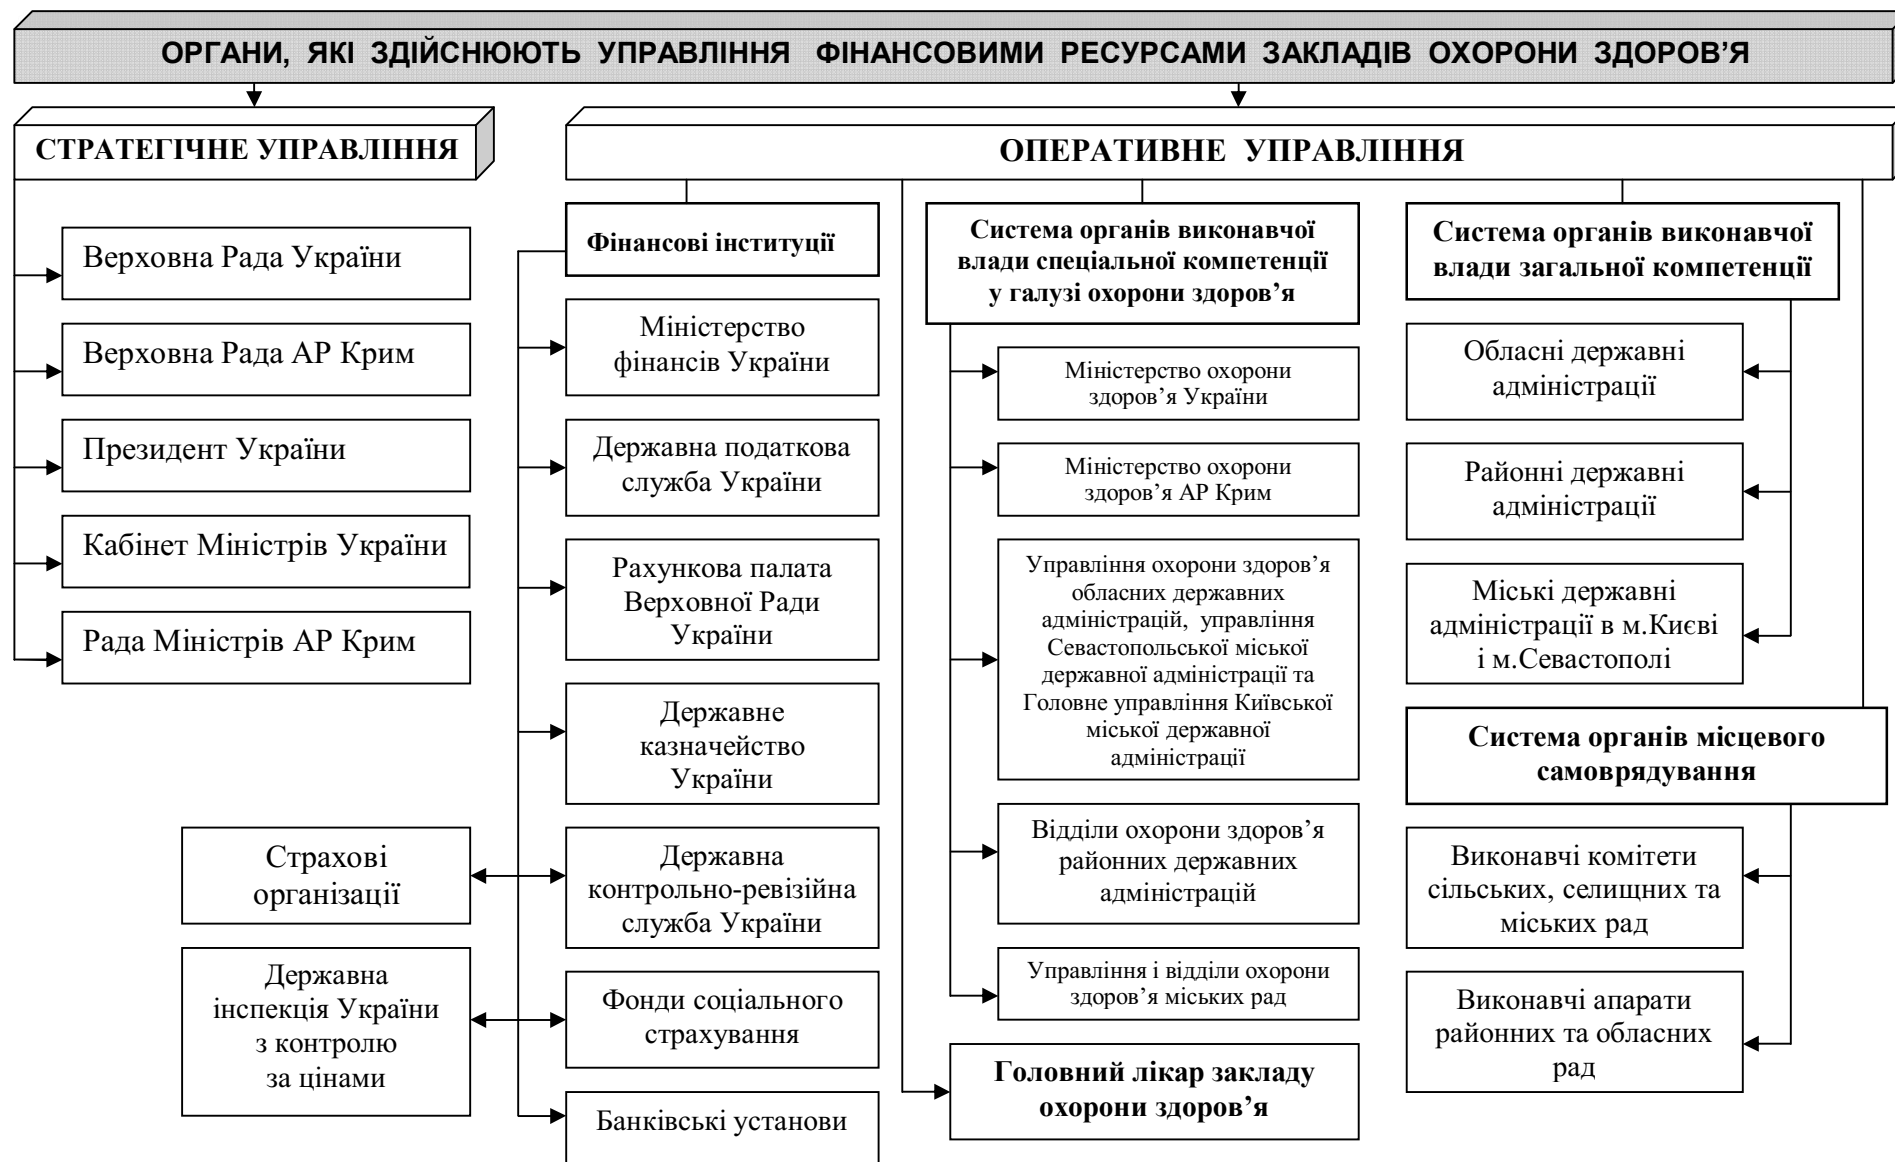 ОРГАНИ, ЯКІ ЗДІЙСНЮЮТЬ УПРАВЛІННЯ ФІНАНСОВИМИ РЕСУРСАМИ ЗАКЛАДІВ ОХОРОНИ ЗДОРОВ’Я
СТРАТЕГІЧНЕ УПРАВЛІННЯ
Верховна Рада України
Верховна Рада АР Крим
Президент України
Кабінет Міністрів України
Рада Міністрів АР Крим
ОПЕРАТИВНЕ УПРАВЛІННЯ
Фінансові інституції
Міністерство
фінансів України
Державна податкова
служба України
Рахункова палата
Верховної Ради
України
Державне
казначейство
України
Страхові
організації
Державна
контрольно-ревізійна
служба України
Державна
інспекція України
з контролю
за цінами
Фонди соціального
страхування
Банківські установи
Система органів виконавчої
влади спеціальної компетенції
у галузі охорони здоров’я
Міністерство охорони
здоров’я України
Міністерство охорони
здоров’я АР Крим
Управління охорони здоров’я
обласних державних
адміністрацій, управління
Севастопольської міської
державної адміністрації та
Головне управління Київської
міської державної
адміністрації
Відділи охорони здоров’я
районних державних
адміністрацій
Управління і відділи охорони
здоров’я міських рад
Головний лікар закладу
охорони здоров’я
Система органів виконавчої
влади загальної компетенції
Обласні державні
адміністрації
Районні державні
адміністрації
Міські державні
адміністрації в м.Києві
і м.Севастополі
Система органів місцевого
самоврядування
Виконавчі комітети
сільських, селищних та
міських рад
Виконавчі апарати
районних та обласних
рад